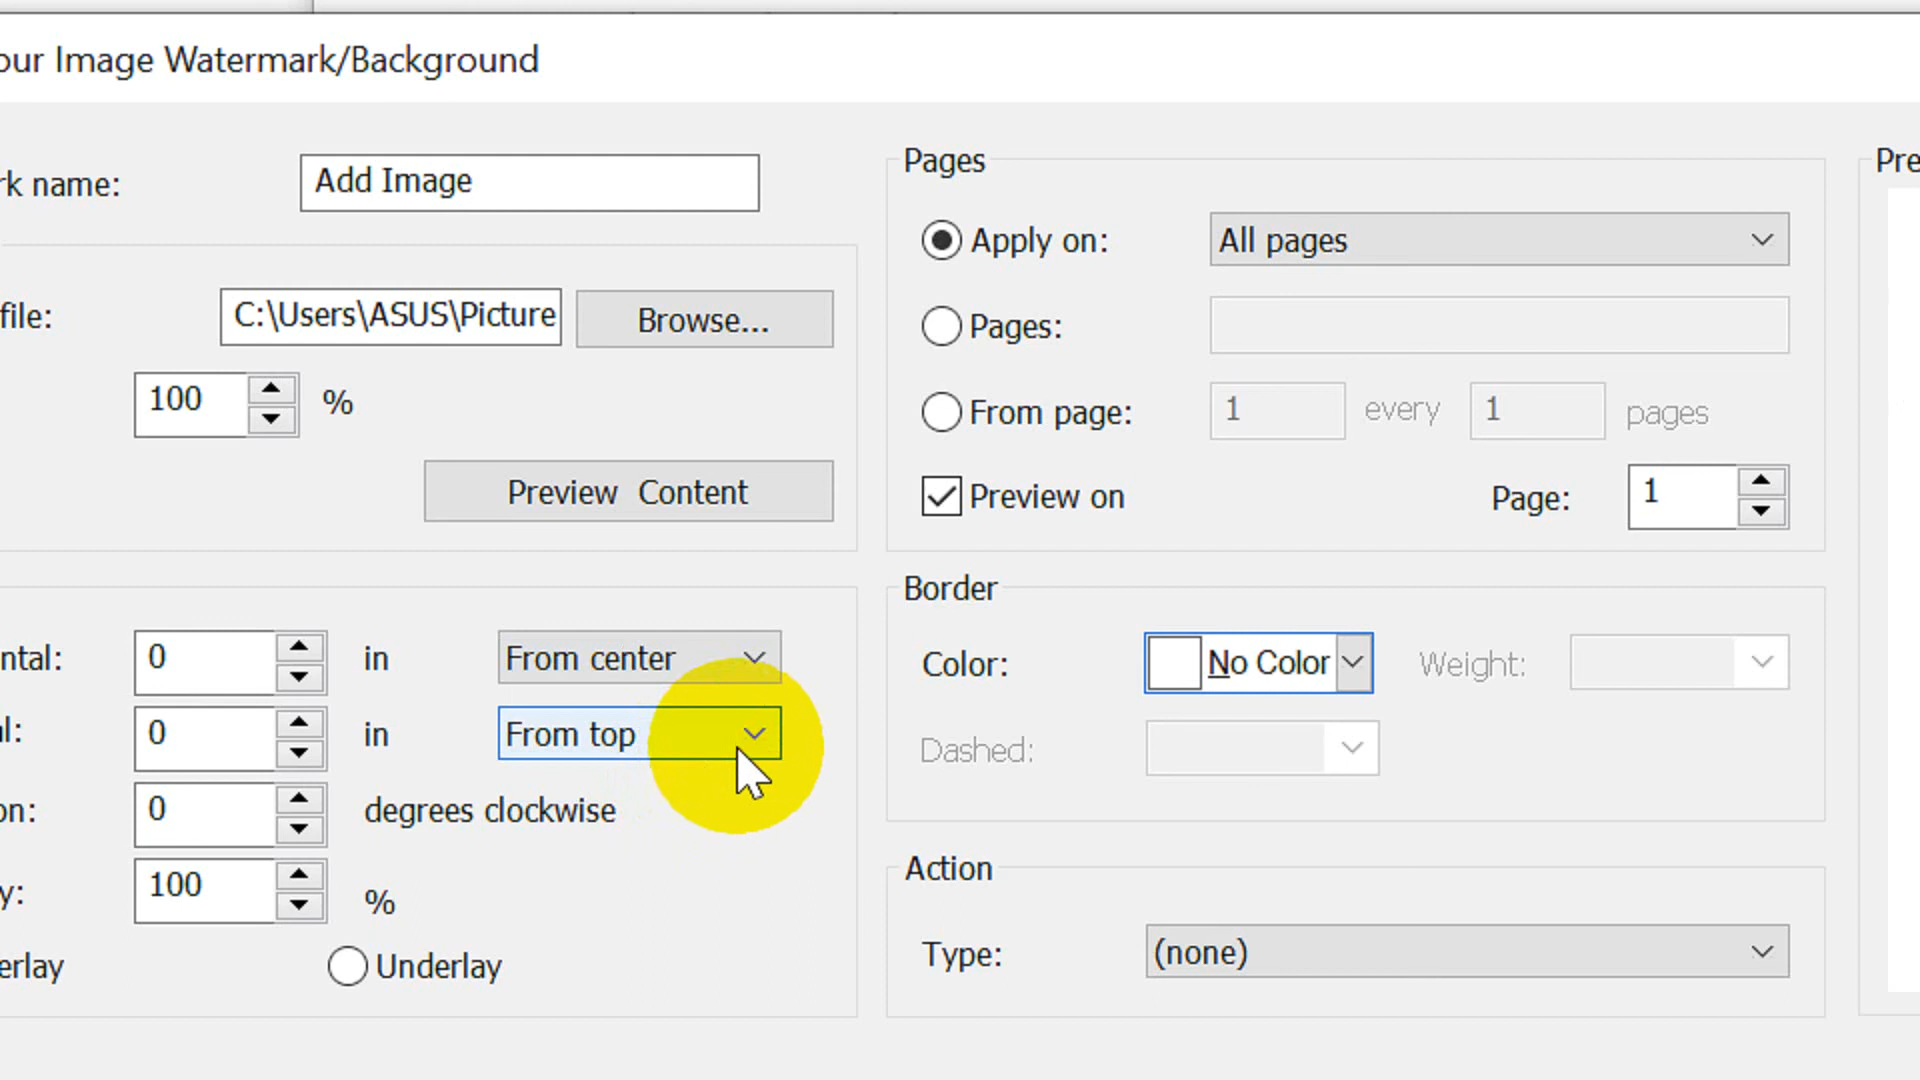 our Image Watermark/Background
rk name:
Add Image
file:
C:\Users\ASUS\Picture
Browse...
100
%
Preview Content
ntal:
0
in
From center
l:
0
in
From top
on:
0
degrees clockwise
y:
100
%
erlay
Underlay
Pages
Apply on:
All pages
Pages:
From page:
1
every
1
pages
Preview on
Page:
1
Border
Color:
No Color
Weight:
Dashed:
Action
Type:
(none)
Pre